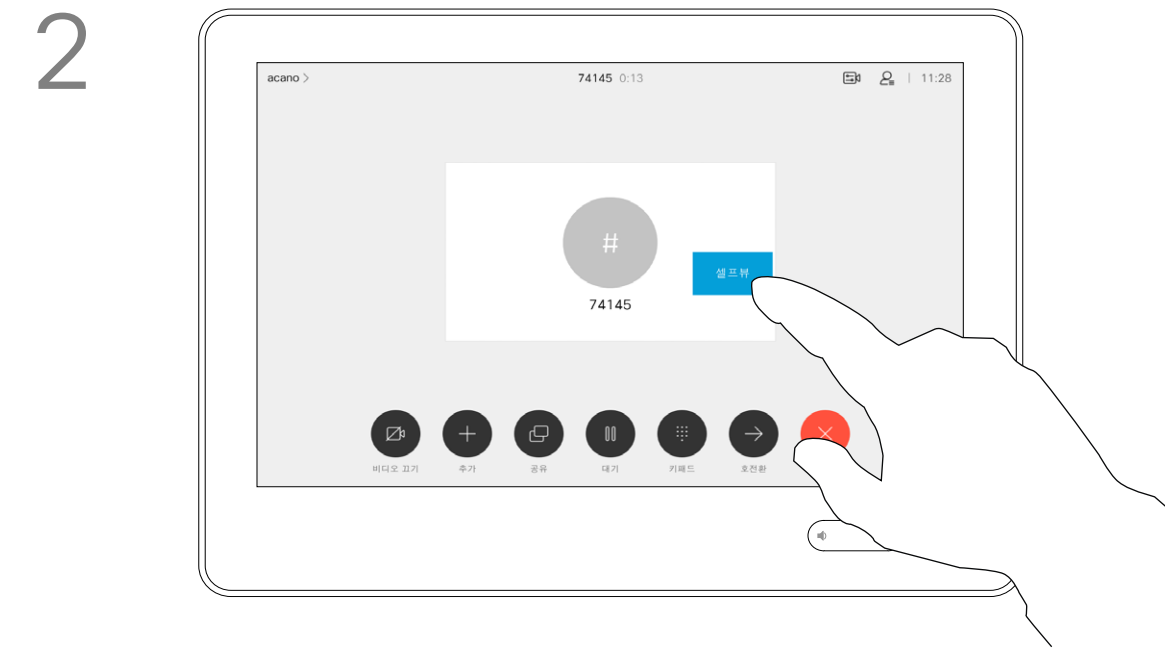 2
acano > 74145 0:13 11:28
#
셀프뷰
74145
비디오 끄기 추가 공유 대기 키패드 호전환